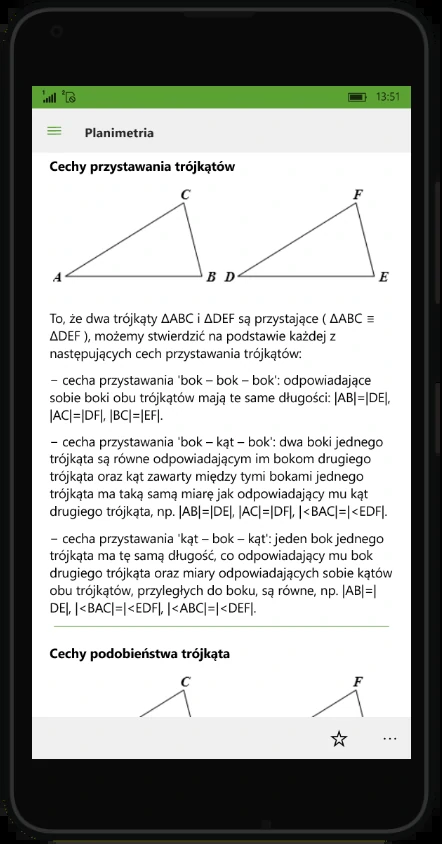 1 2 13:51
Planimetria
Cechy przystawania trójkątów
C F
A B D E
To, że dwa trójkąty ΔABC i ΔDEF są przystające ( ΔABC ≡
ΔDEF ), możemy stwierdzić na podstawie każdej z
następujących cech przystawania trójkątów:
– cecha przystawania 'bok – bok – bok': odpowiadające
sobie boki obu trójkątów mają te same długości: |AB|=|DE|,
|AC|=|DF|, |BC|=|EF|.
– cecha przystawania 'bok – kąt – bok': dwa boki jednego
trójkąta są równe odpowiadającym im bokom drugiego
trójkąta oraz kąt zawarty między tymi bokami jednego
trójkąta ma taką samą miarę jak odpowiadający mu kąt
drugiego trójkąta, np. |AB|=|DE|, |AC|=|DF|, |<BAC|=|<EDF|.
– cecha przystawania 'kąt – bok – kąt': jeden bok jednego
trójkąta ma tę samą długość, co odpowiadający mu bok
drugiego trójkąta oraz miary odpowiadających sobie kątów
obu trójkątów, przyległych do boku, są równe, np. |AB|=|
DE|, |<BAC|=|<EDF|, |<ABC|=|<DEF|.
Cechy podobieństwa trójkąta
C F